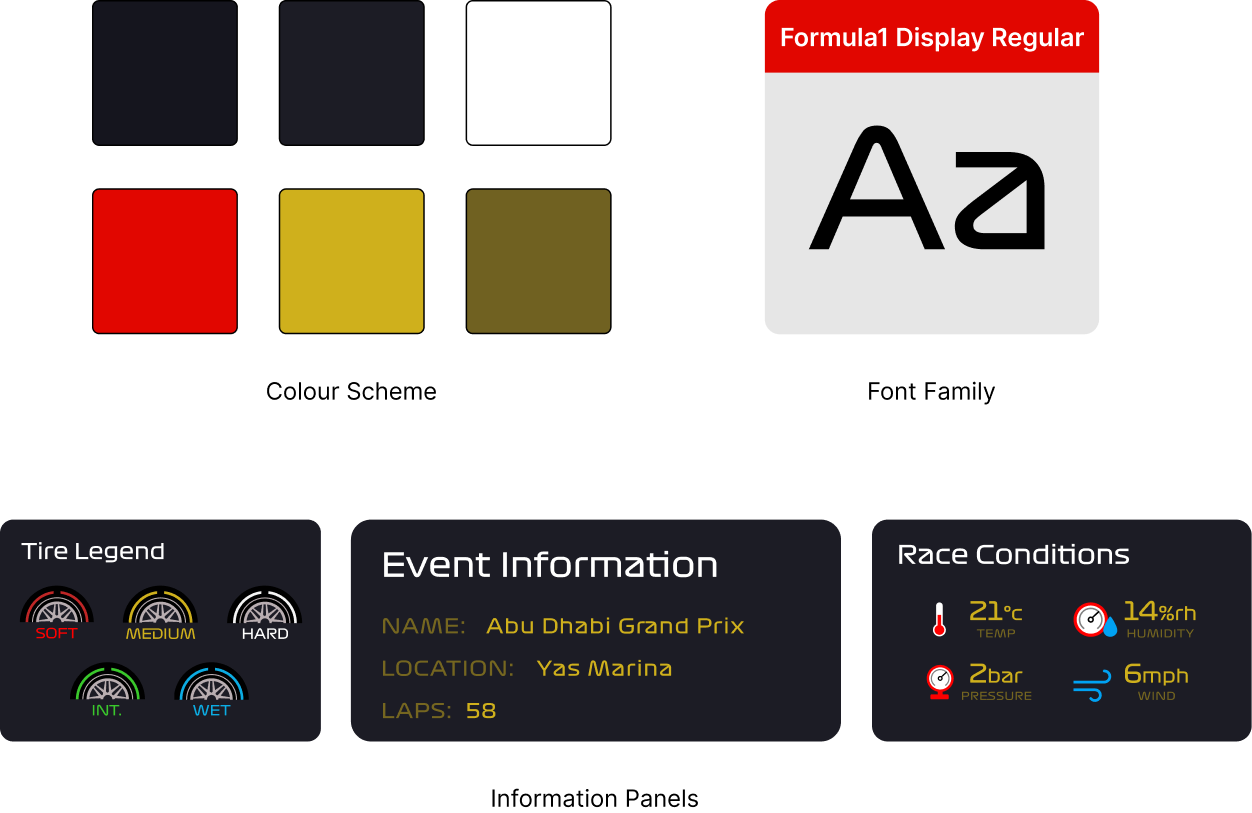 Formula1 Display Regular
Aa
Colour Scheme
Font Family
Tire Legend
SOFT
MEDIUM
HARD
INT.
WET
Event Information
NAME: Abu Dhabi Grand Prix
LOCATION: Yas Marina
LAPS: 58
Race Conditions
21°c
TEMP
14%rh
HUMIDITY
2bar
PRESSURE
6mph
WIND
Information Panels